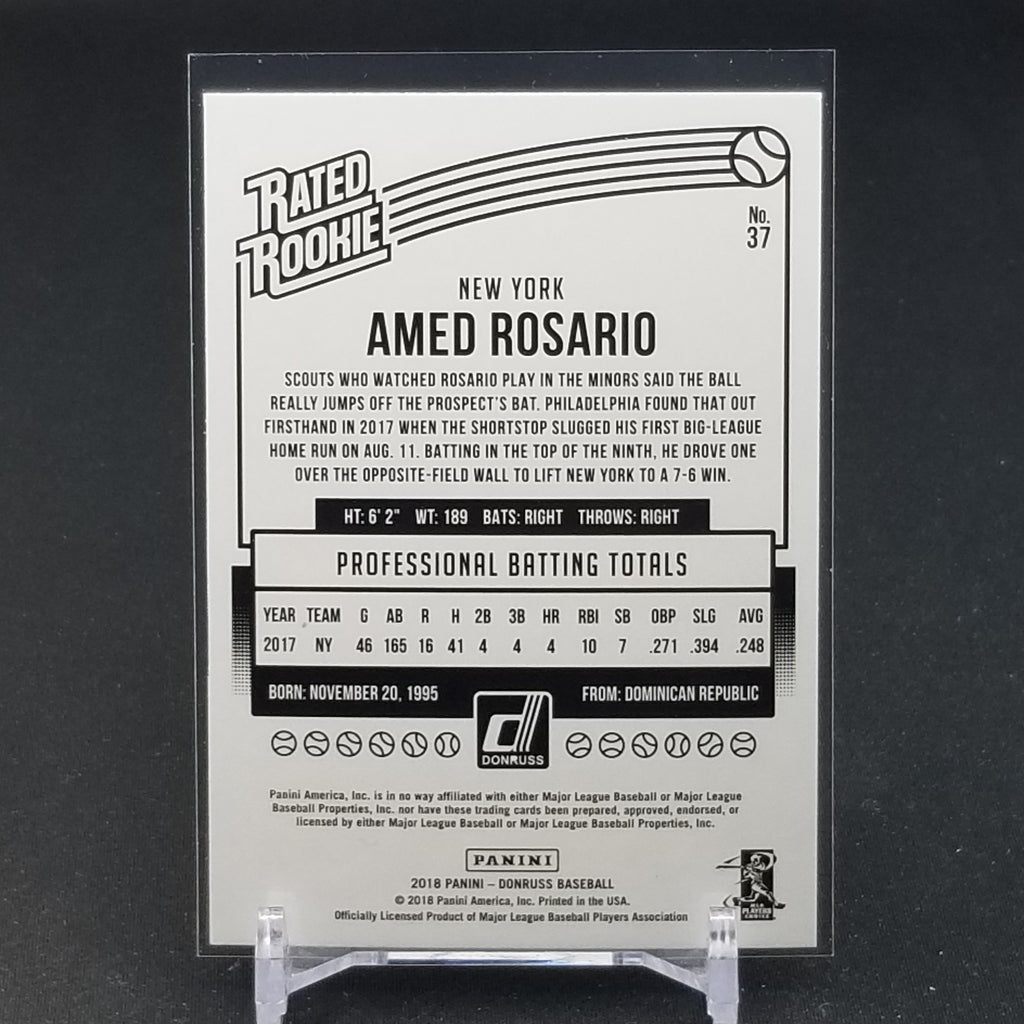 RATED
ROOKIE
No.
37
NEW YORK
AMED ROSARIO
SCOUTS WHO WATCHED ROSARIO PLAY IN THE MINORS SAID THE BALL
REALLY JUMPS OFF THE PROSPECT'S BAT. PHILADELPHIA FOUND THAT OUT
FIRSTHAND IN 2017 WHEN THE SHORTSTOP SLUGGED HIS FIRST BIG-LEAGUE
HOME RUN ON AUG. 11. BATTING IN THE TOP OF THE NINTH, HE DROVE ONE
OVER THE OPPOSITE-FIELD WALL TO LIFT NEW YORK TO A 7-6 WIN.
HT: 6' 2" WT: 189 BATS: RIGHT THROWS: RIGHT
PROFESSIONAL BATTING TOTALS
YEAR TEAM G AB R H 2B 3B HR RBI SB OBP SLG AVG
2017 NY 46 165 16 41 4 4 4 10 7 .271 .394 .248
BORN: NOVEMBER 20, 1995 FROM: DOMINICAN REPUBLIC
d
DONRUSS
Panini America, Inc. is in no way affiliated with either Major League Baseball or Major League
Baseball Properties, Inc. nor have these trading cards been prepared, approved, endorsed, or
licensed by either Major League Baseball or Major League Baseball Properties, Inc.
PANINI
2018 PANINI – DONRUSS BASEBALL
© 2018 Panini America, Inc. Printed in the USA.
Officially Licensed Product of Major League Baseball Players Association
PLAYERS
CHOICE